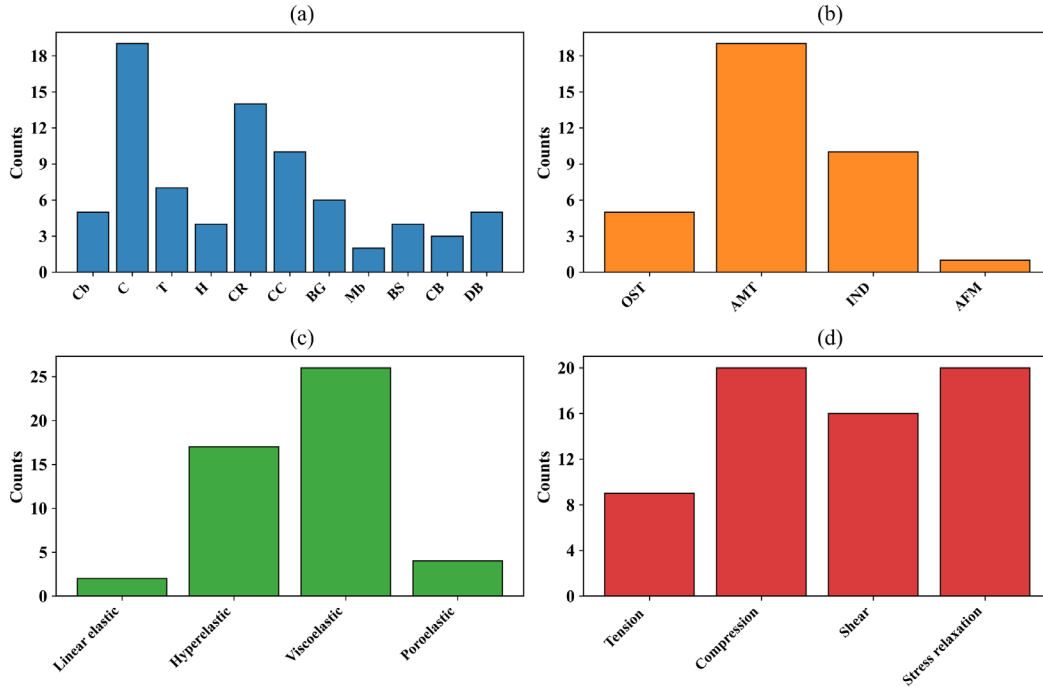 (a)
Counts
18
15
12
9
6
3
0
Cb
C
T
H
CR
CC
BG
Mb
BS
CB
DB
(b)
Counts
18
15
12
9
6
3
0
OST
AMT
IND
AFM
(c)
Counts
25
20
15
10
5
0
Linear elastic
Hyperelastic
Viscoelastic
Poroelastic
(d)
Counts
20
16
12
8
4
0
Tension
Compression
Shear
Stress relaxation